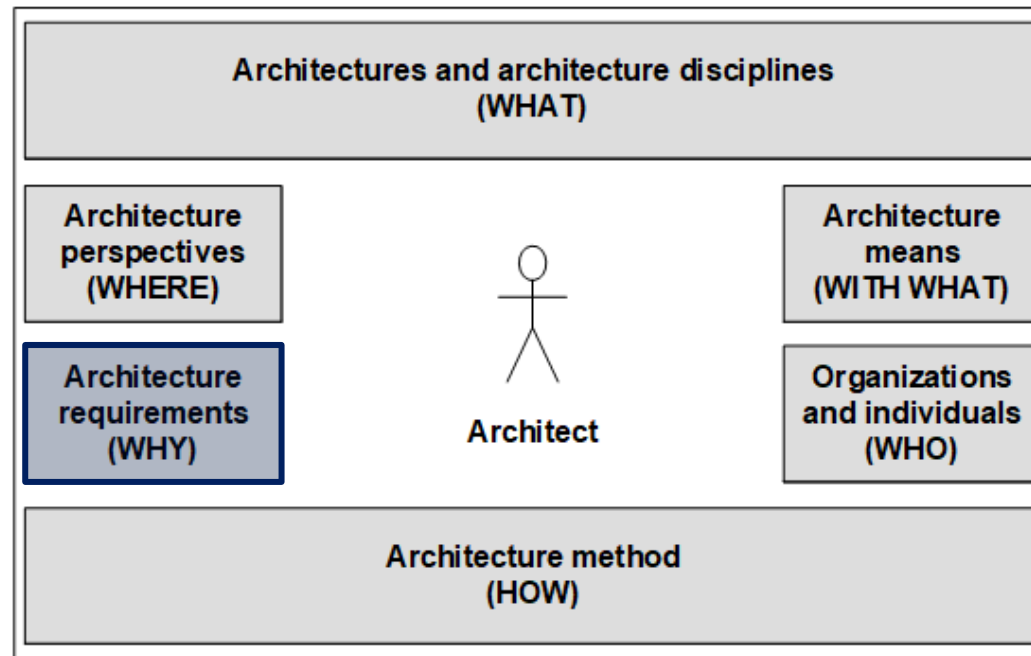 Architectures and architecture disciplines
(WHAT)
Architecture
perspectives
(WHERE)
Architecture
means
(WITH WHAT)
Architecture
requirements
(WHY)
Architect
Organizations
and individuals
(WHO)
Architecture method
(HOW)